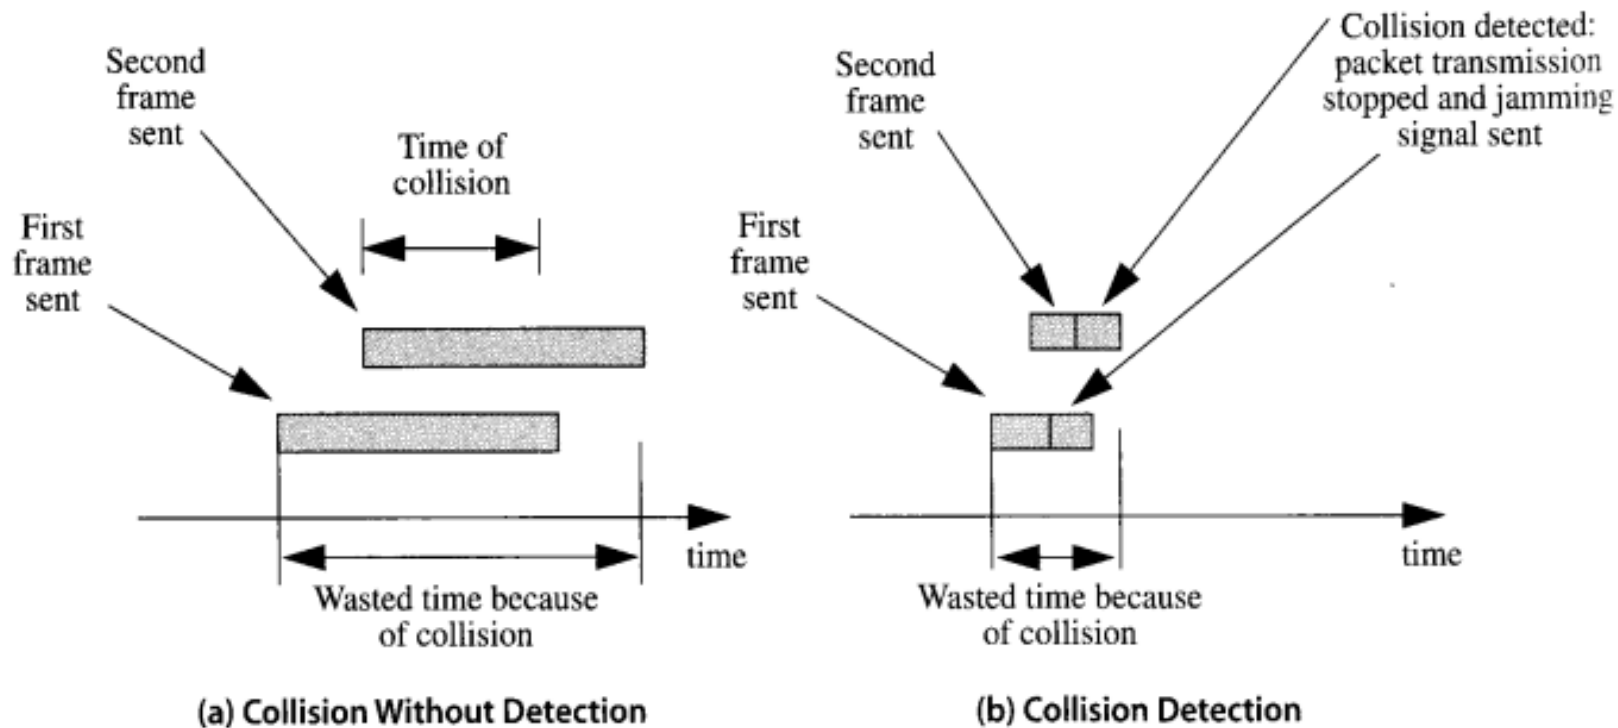 Second
frame
sent
Time of
collision
First
frame
sent
time
Wasted time because
of collision
(a) Collision Without Detection
Collision detected:
packet transmission
stopped and jamming
signal sent
Second
frame
sent
First
frame
sent
time
Wasted time because
of collision
(b) Collision Detection